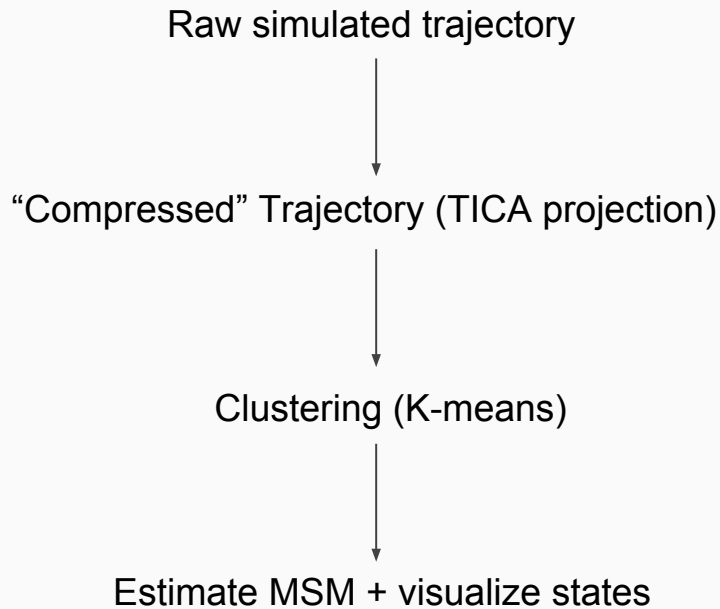 Raw simulated trajectory
“Compressed” Trajectory (TICA projection)
Clustering (K-means)
Estimate MSM + visualize states